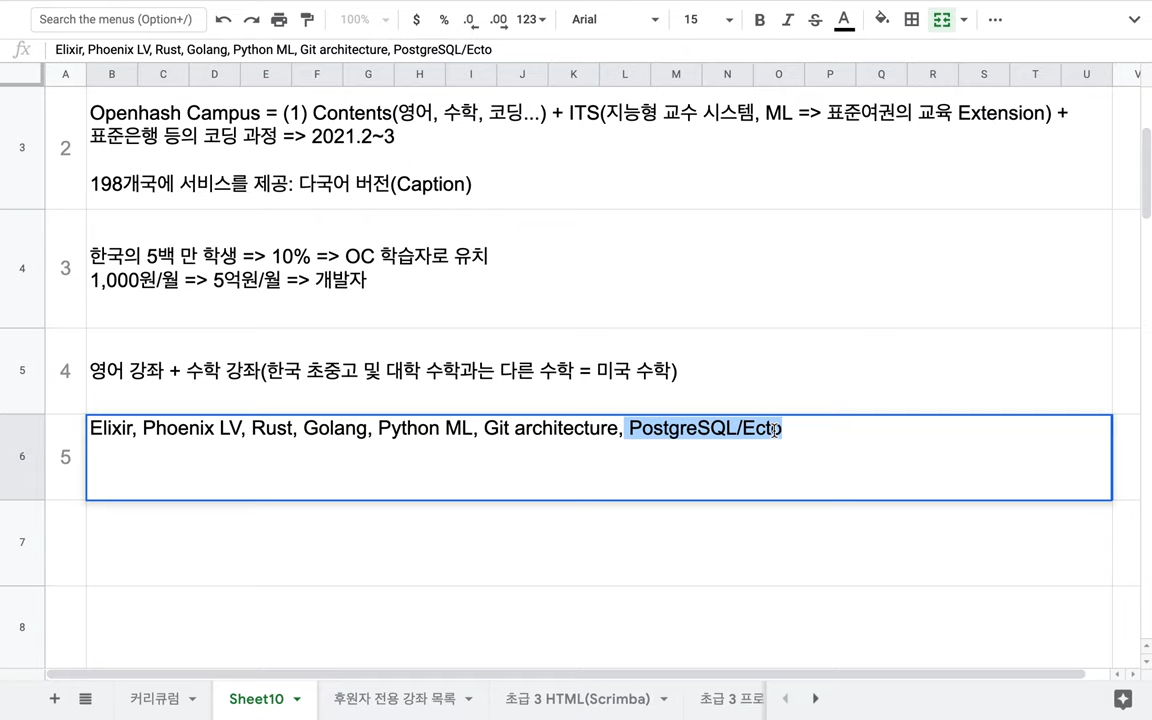 Search the menus (Option+/)
100%
$ % .0 .00 123
Arial
15
B I S A
fx Elixir, Phoenix LV, Rust, Golang, Python ML, Git architecture, PostgreSQL/Ecto
A B C D E F G H I J K L M N O P Q R S T U V
3
2
Openhash Campus = (1) Contents(영어, 수학, 코딩...) + ITS(지능형 교수 시스템, ML => 표준여권의 교육 Extension) +
표준은행 등의 코딩 과정 => 2021.2~3
198개국에 서비스를 제공: 다국어 버전(Caption)
4
3
한국의 5백 만 학생 => 10% => OC 학습자로 유치
1,000원/월 => 5억원/월 => 개발자
5
4
영어 강좌 + 수학 강좌(한국 초중고 및 대학 수학과는 다른 수학 = 미국 수학)
6
5
Elixir, Phoenix LV, Rust, Golang, Python ML, Git architecture, PostgreSQL/Ecto
7
8
커리큐럼
Sheet10
후원자 전용 강좌 목록
초급 3 HTML(Scrimba)
초급 3 프로